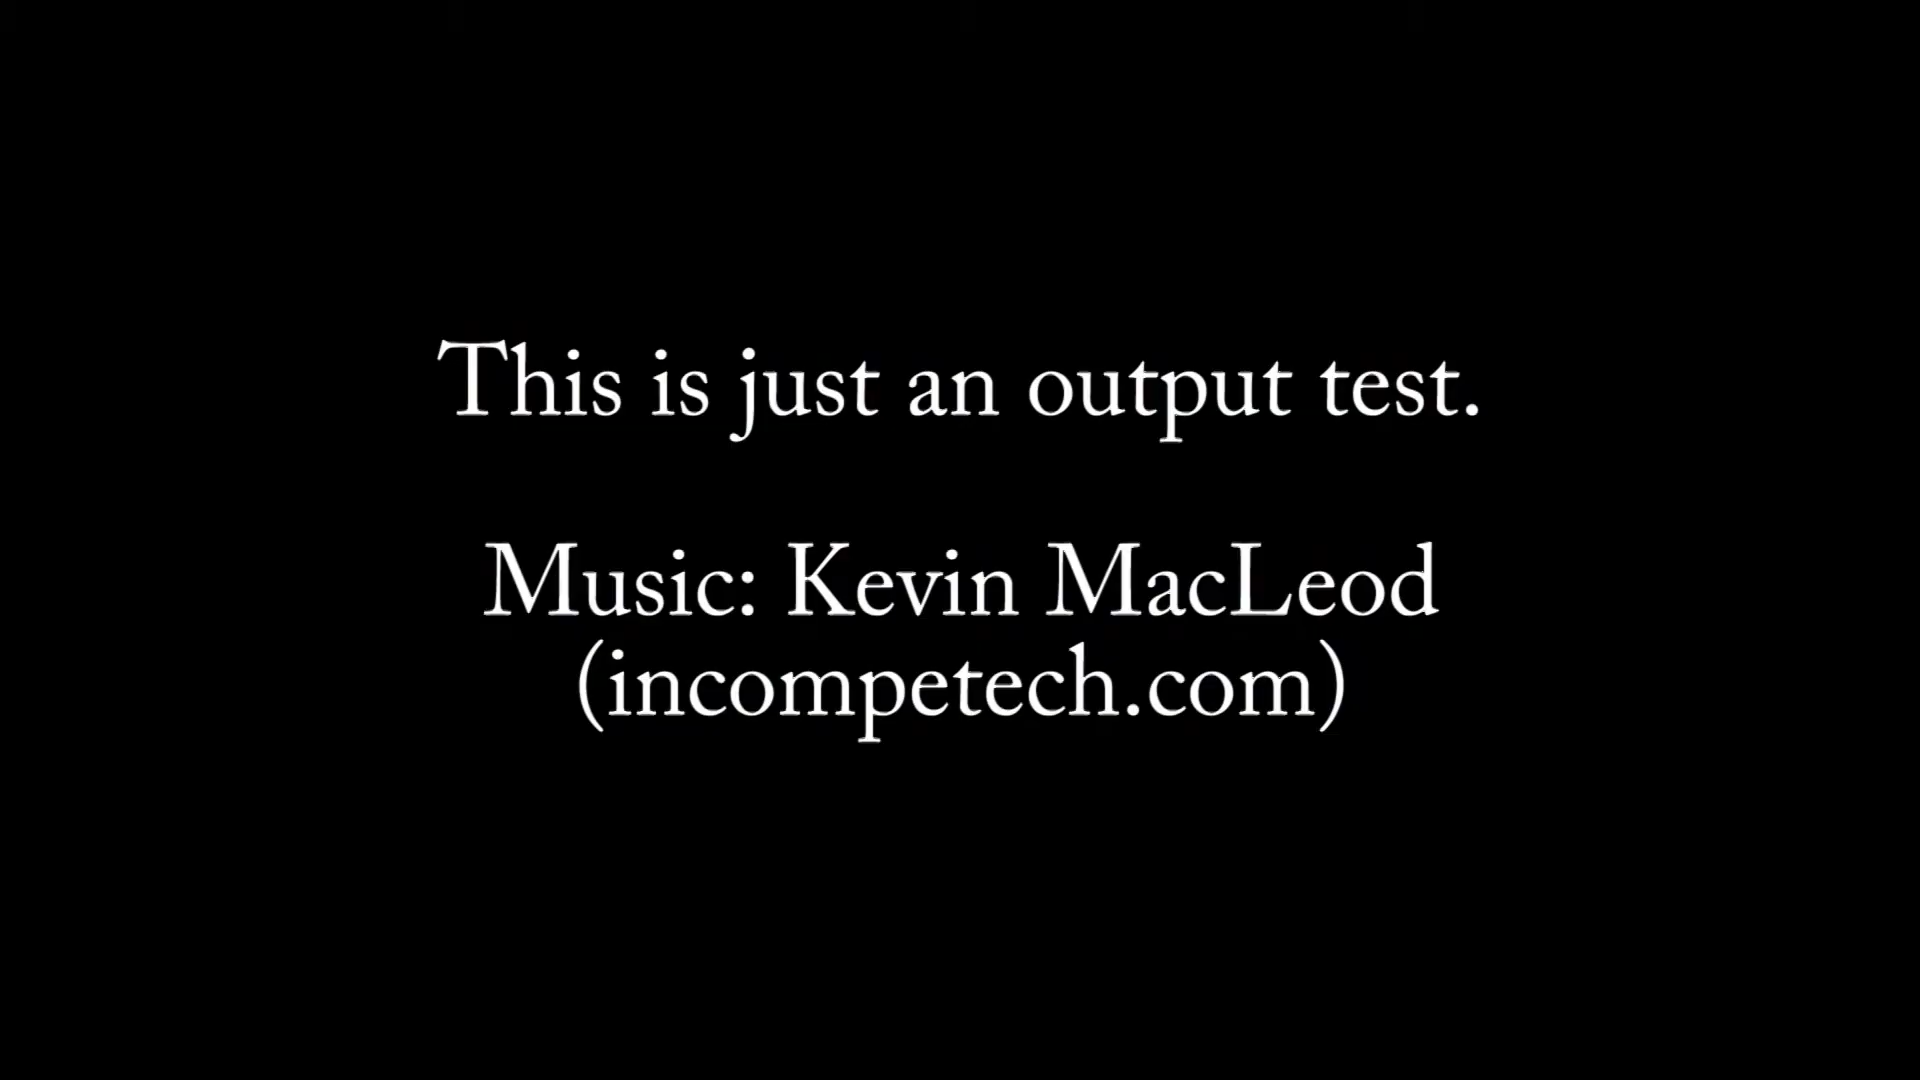 This is just an output test.
Music: Kevin MacLeod
(incompetech.com)